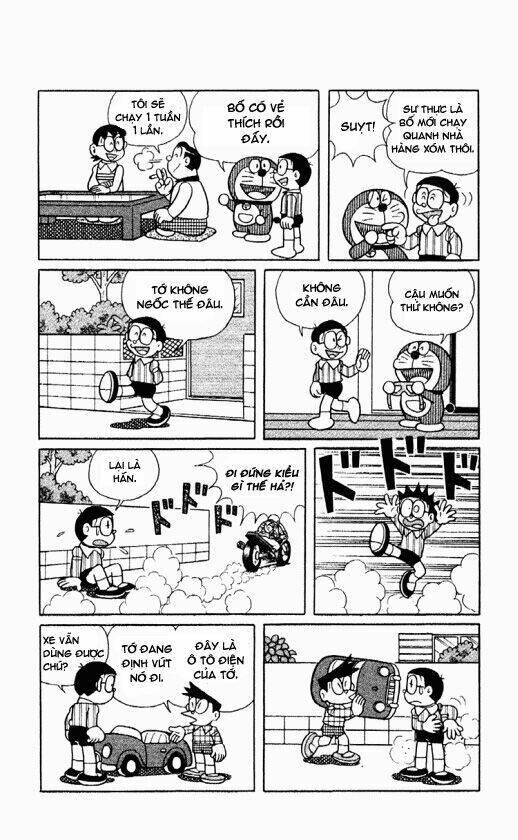 TÔI SẼ
CHẠY 1 TUẦN
1 LẦN.
BỐ CÓ VẺ
THÍCH RỒI
ĐẤY.
SUỴT!
SỰ THỰC LÀ
BỐ MỚI CHẠY
QUANH NHÀ
HÀNG XÓM THÔI.
TỚ KHÔNG
NGỐC THẾ ĐÂU.
KHÔNG
CẦN ĐÂU.
CẬU MUỐN
THỬ KHÔNG?
LẠI LÀ
HẮN.
ĐI ĐỨNG KIỂU
GÌ THẾ HẢ?!
ドドド
ドドド
XE VẪN
DÙNG ĐƯỢC
CHỨ?
TỚ ĐANG
ĐỊNH VỨT
NÓ ĐI.
ĐÂY LÀ
Ô TÔ ĐIỆN
CỦA TỚ.